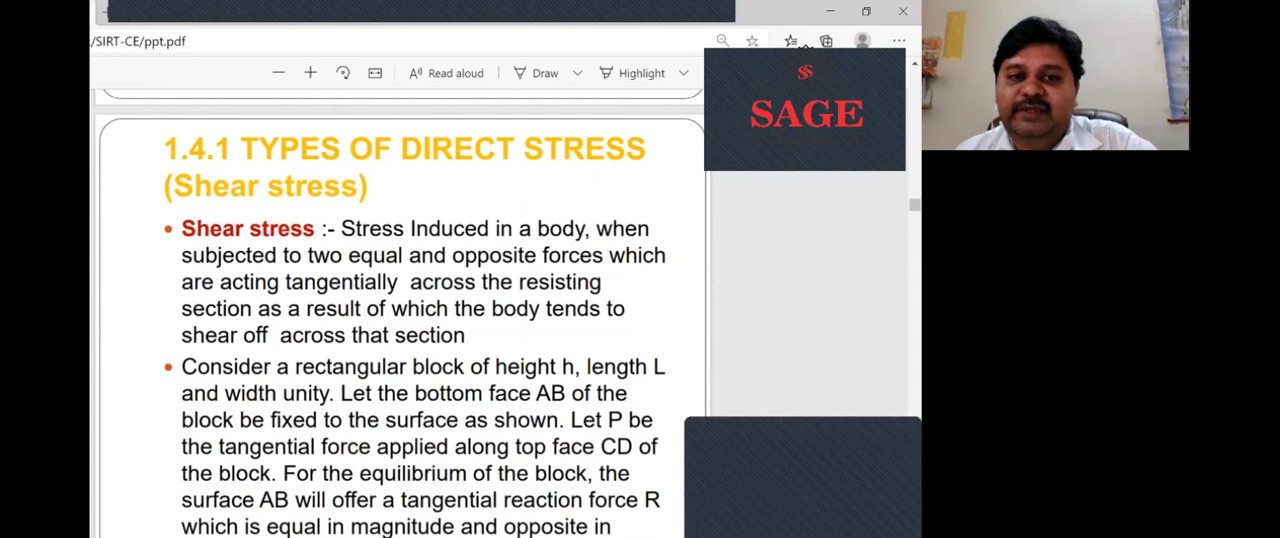 /SIRT-CE/ppt.pdf
Read aloud
Draw
Highlight
SAGE
1.4.1 TYPES OF DIRECT STRESS
(Shear stress)
• Shear stress :- Stress Induced in a body, when
subjected to two equal and opposite forces which
are acting tangentially across the resisting
section as a result of which the body tends to
shear off across that section
• Consider a rectangular block of height h, length L
and width unity. Let the bottom face AB of the
block be fixed to the surface as shown. Let P be
the tangential force applied along top face CD of
the block. For the equilibrium of the block, the
surface AB will offer a tangential reaction force R
which is equal in magnitude and opposite in